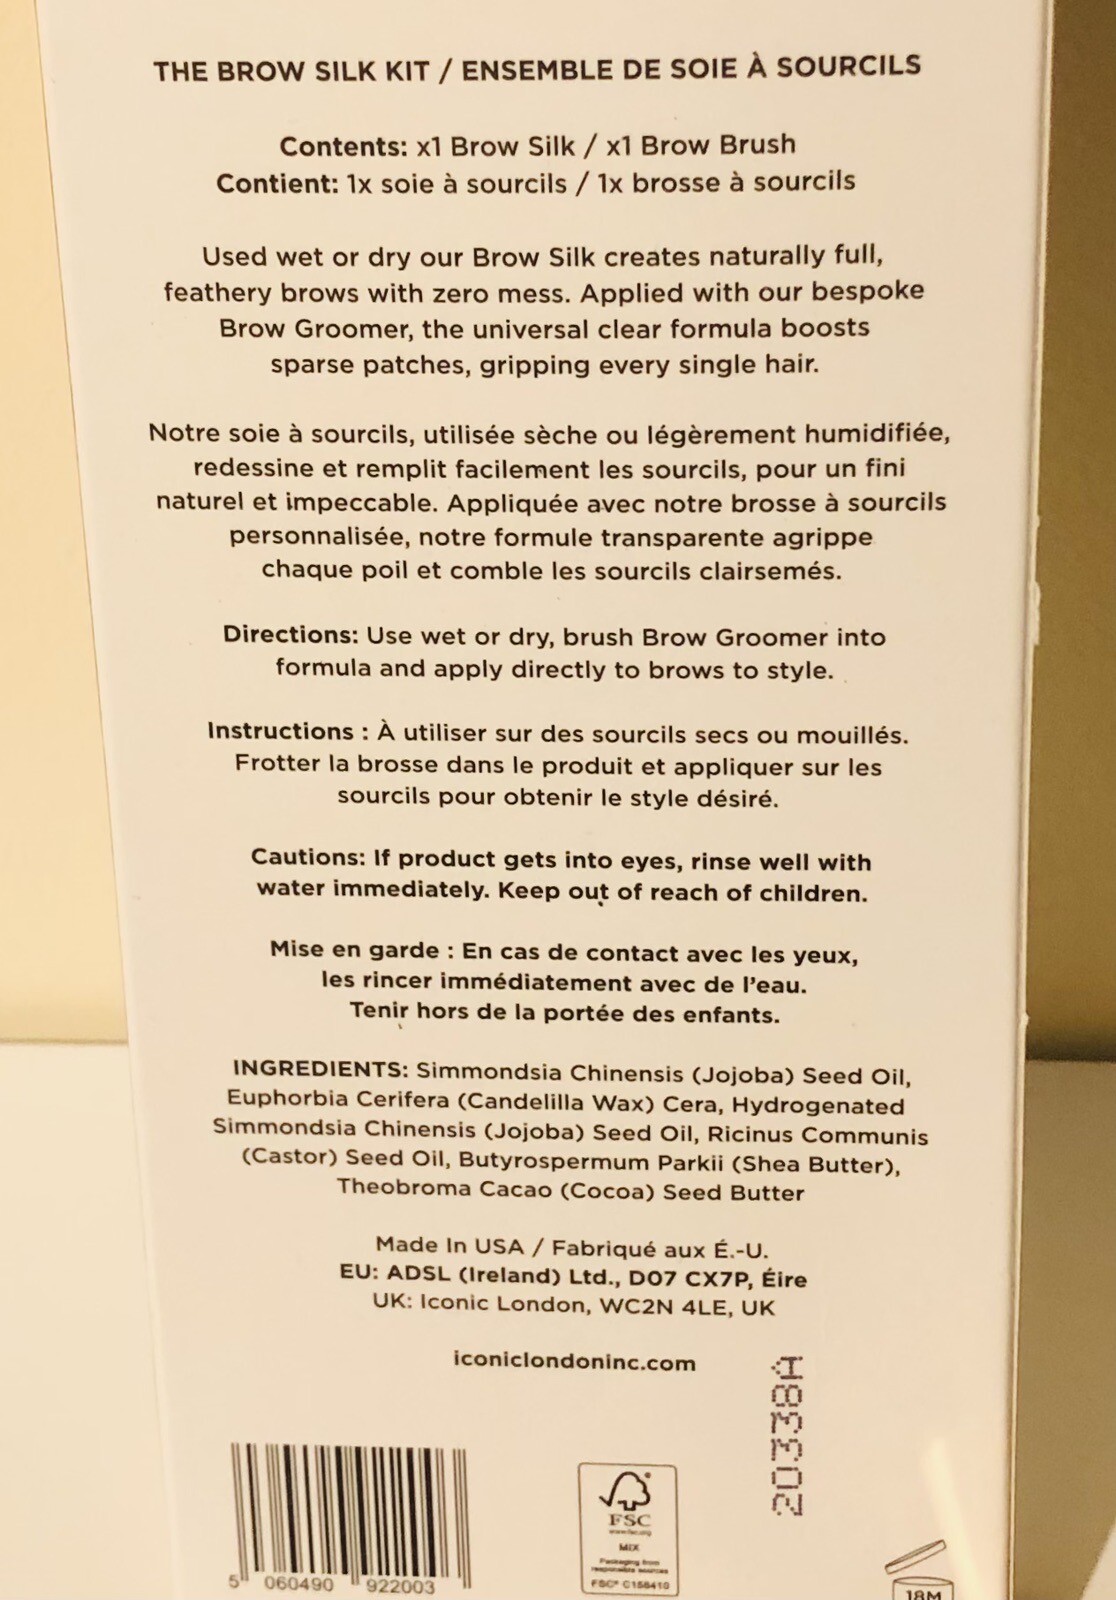 THE BROW SILK KIT / ENSEMBLE DE SOIE À SOURCILS
Contents: x1 Brow Silk / x1 Brow Brush
Contient: 1x soie à sourcils / 1x brosse à sourcils
Used wet or dry our Brow Silk creates naturally full,
feathery brows with zero mess. Applied with our bespoke
Brow Groomer, the universal clear formula boosts
sparse patches, gripping every single hair.
Notre soie à sourcils, utilisée sèche ou légèrement humidifiée,
redessine et remplit facilement les sourcils, pour un fini
naturel et impeccable. Appliquée avec notre brosse à sourcils
personnalisée, notre formule transparente agrippe
chaque poil et comble les sourcils clairsemés.
Directions: Use wet or dry, brush Brow Groomer into
formula and apply directly to brows to style.
Instructions : À utiliser sur des sourcils secs ou mouillés.
Frotter la brosse dans le produit et appliquer sur les
sourcils pour obtenir le style désiré.
Cautions: If product gets into eyes, rinse well with
water immediately. Keep out of reach of children.
Mise en garde : En cas de contact avec les yeux,
les rincer immédiatement avec de l'eau.
Tenir hors de la portée des enfants.
INGREDIENTS: Simmondsia Chinensis (Jojoba) Seed Oil,
Euphorbia Cerifera (Candelilla Wax) Cera, Hydrogenated
Simmondsia Chinensis (Jojoba) Seed Oil, Ricinus Communis
(Castor) Seed Oil, Butyrospermum Parkii (Shea Butter),
Theobroma Cacao (Cocoa) Seed Butter
Made In USA / Fabriqué aux É.-U.
EU: ADSL (Ireland) Ltd., D07 CX7P, Éire
UK: Iconic London, WC2N 4LE, UK
iconiclondoninc.com
20338A
5 060490 922003
FSC
www.fsc.org
MIX
Packaging from
responsible sources
FSC® C156410
18M